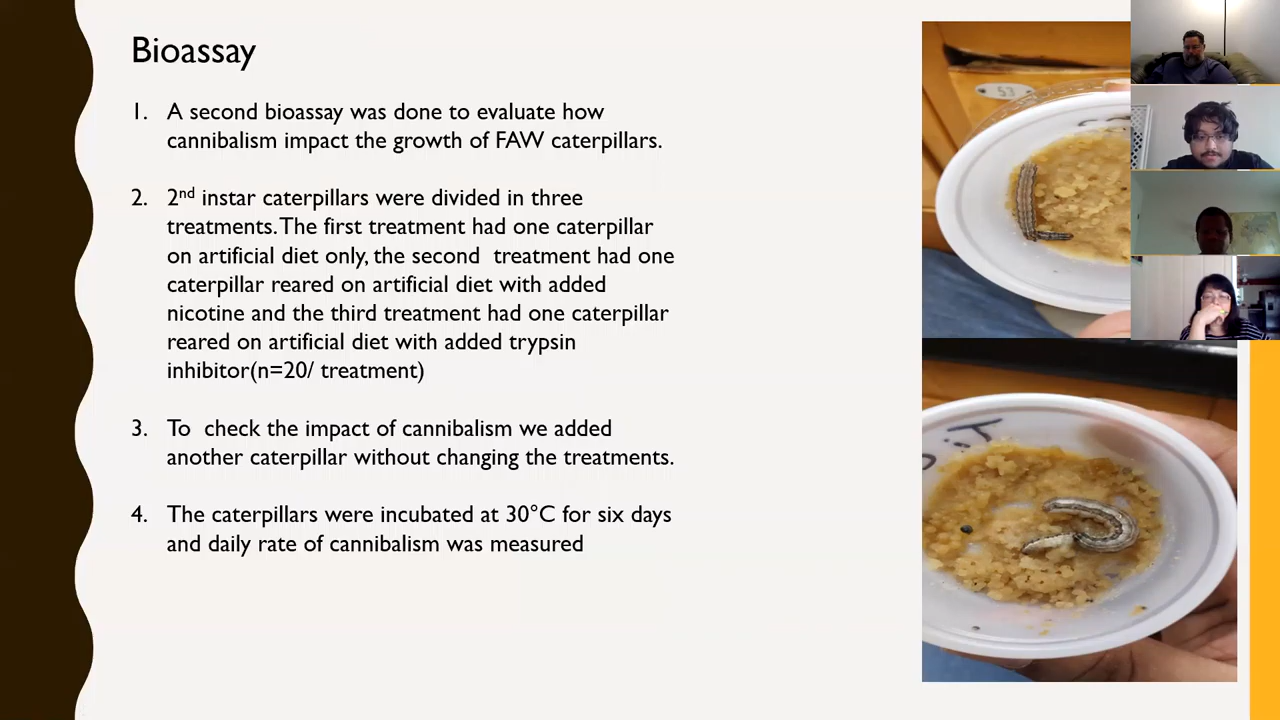 Bioassay
1. A second bioassay was done to evaluate how
cannibalism impact the growth of FAW caterpillars.
2. 2nd instar caterpillars were divided in three
treatments. The first treatment had one caterpillar
on artificial diet only, the second treatment had one
caterpillar reared on artificial diet with added
nicotine and the third treatment had one caterpillar
reared on artificial diet with added trypsin
inhibitor(n=20/ treatment)
3. To check the impact of cannibalism we added
another caterpillar without changing the treatments.
4. The caterpillars were incubated at 30°C for six days
and daily rate of cannibalism was measured
53